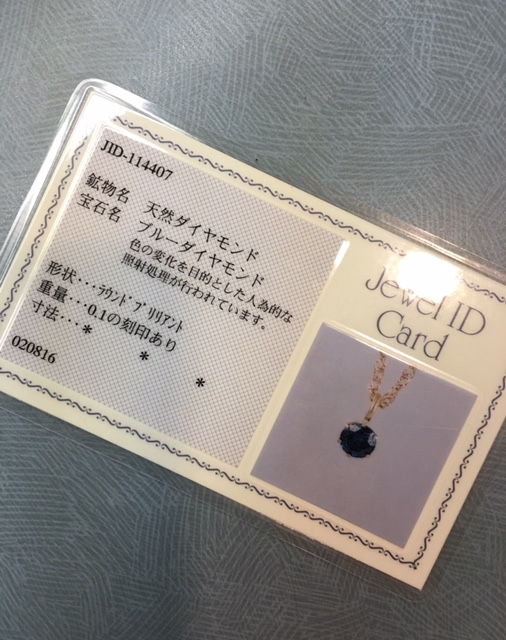 JID-114407
鉱物名 天然ダイヤモンド
宝石名 ブルーダイヤモンド
色の変化を目的とした人為的な
照射処理が行われています。
形状･･･ﾗｳﾝﾄﾞ ﾌﾞﾘﾘｱﾝﾄ
重量･･･0.1の刻印あり
寸法･･･* * *
020816
Jewel ID
Card